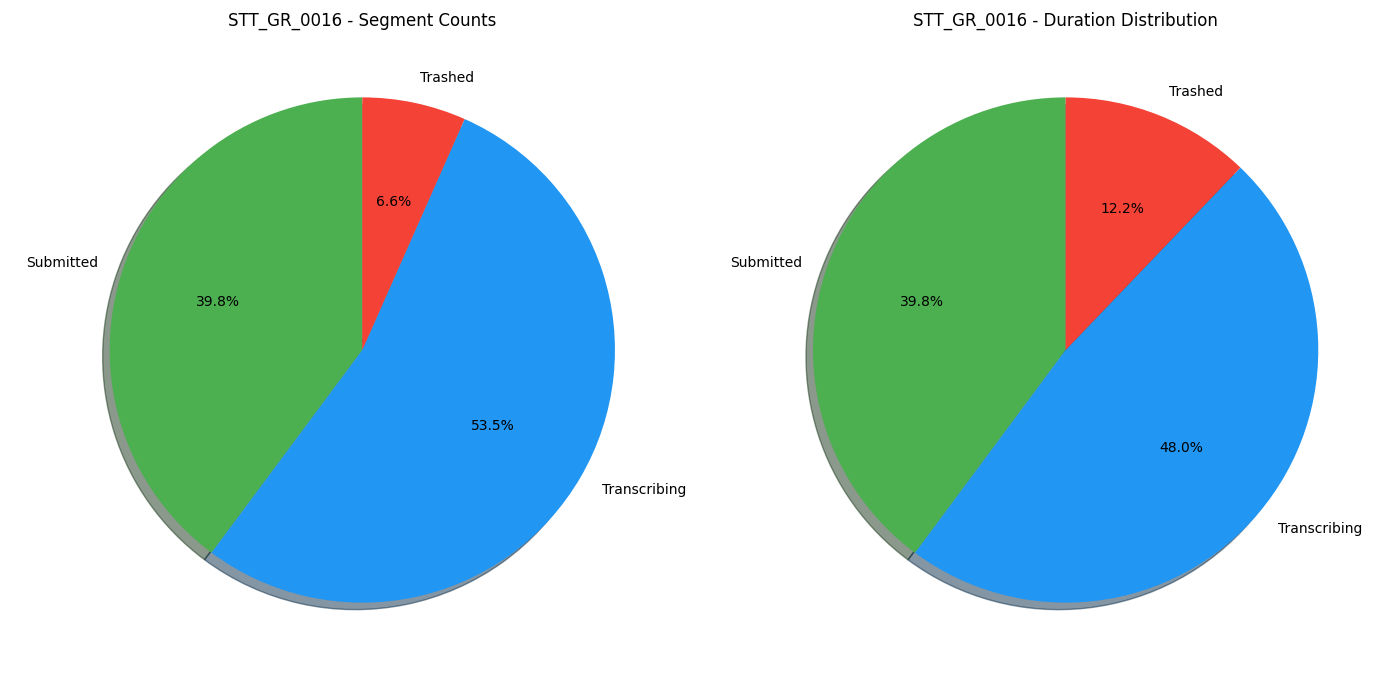 STT_GR_0016 - Segment Counts
Trashed
6.6%
Submitted
39.8%
53.5%
Transcribing
STT_GR_0016 - Duration Distribution
Trashed
12.2%
Submitted
39.8%
48.0%
Transcribing